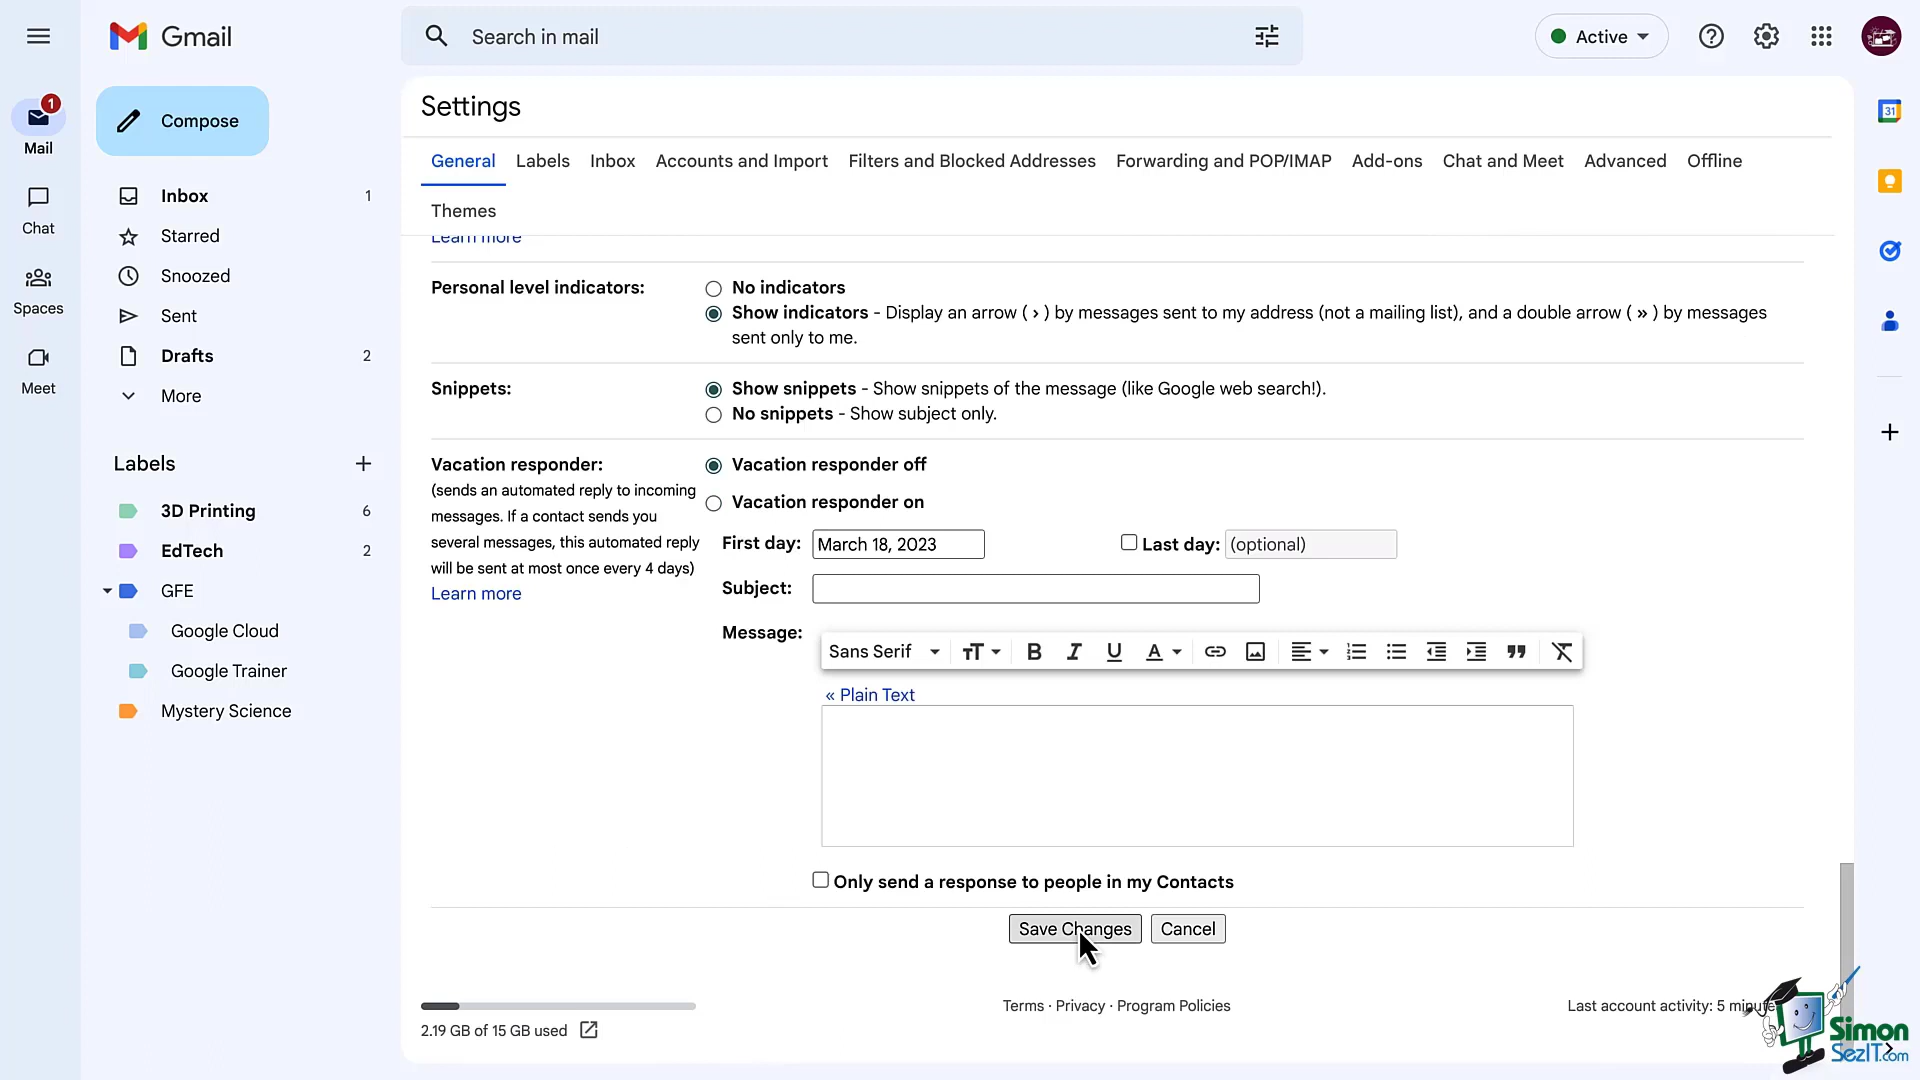 Gmail
Search in mail
Active
1
Mail
Compose
Chat
Spaces
Meet
Inbox 1
Starred
Snoozed
Sent
Drafts 2
More
Labels
3D Printing 6
EdTech 2
GFE
Google Cloud
Google Trainer
Mystery Science
Settings
General Labels Inbox Accounts and Import Filters and Blocked Addresses Forwarding and POP/IMAP Add-ons Chat and Meet Advanced Offline
Themes
Learn more
Personal level indicators: No indicators
Show indicators - Display an arrow ( › ) by messages sent to my address (not a mailing list), and a double arrow ( » ) by messages
sent only to me.
Snippets: Show snippets - Show snippets of the message (like Google web search!).
No snippets - Show subject only.
Vacation responder: Vacation responder off
(sends an automated reply to incoming
messages. If a contact sends you
several messages, this automated reply
will be sent at most once every 4 days)
Learn more
Vacation responder on
First day: March 18, 2023 Last day: (optional)
Subject:
Message:
Sans Serif
« Plain Text
Only send a response to people in my Contacts
Save Changes Cancel
Terms · Privacy · Program Policies
Last account activity: 5
2.19 GB of 15 GB used
31
Simon
SezIT.com